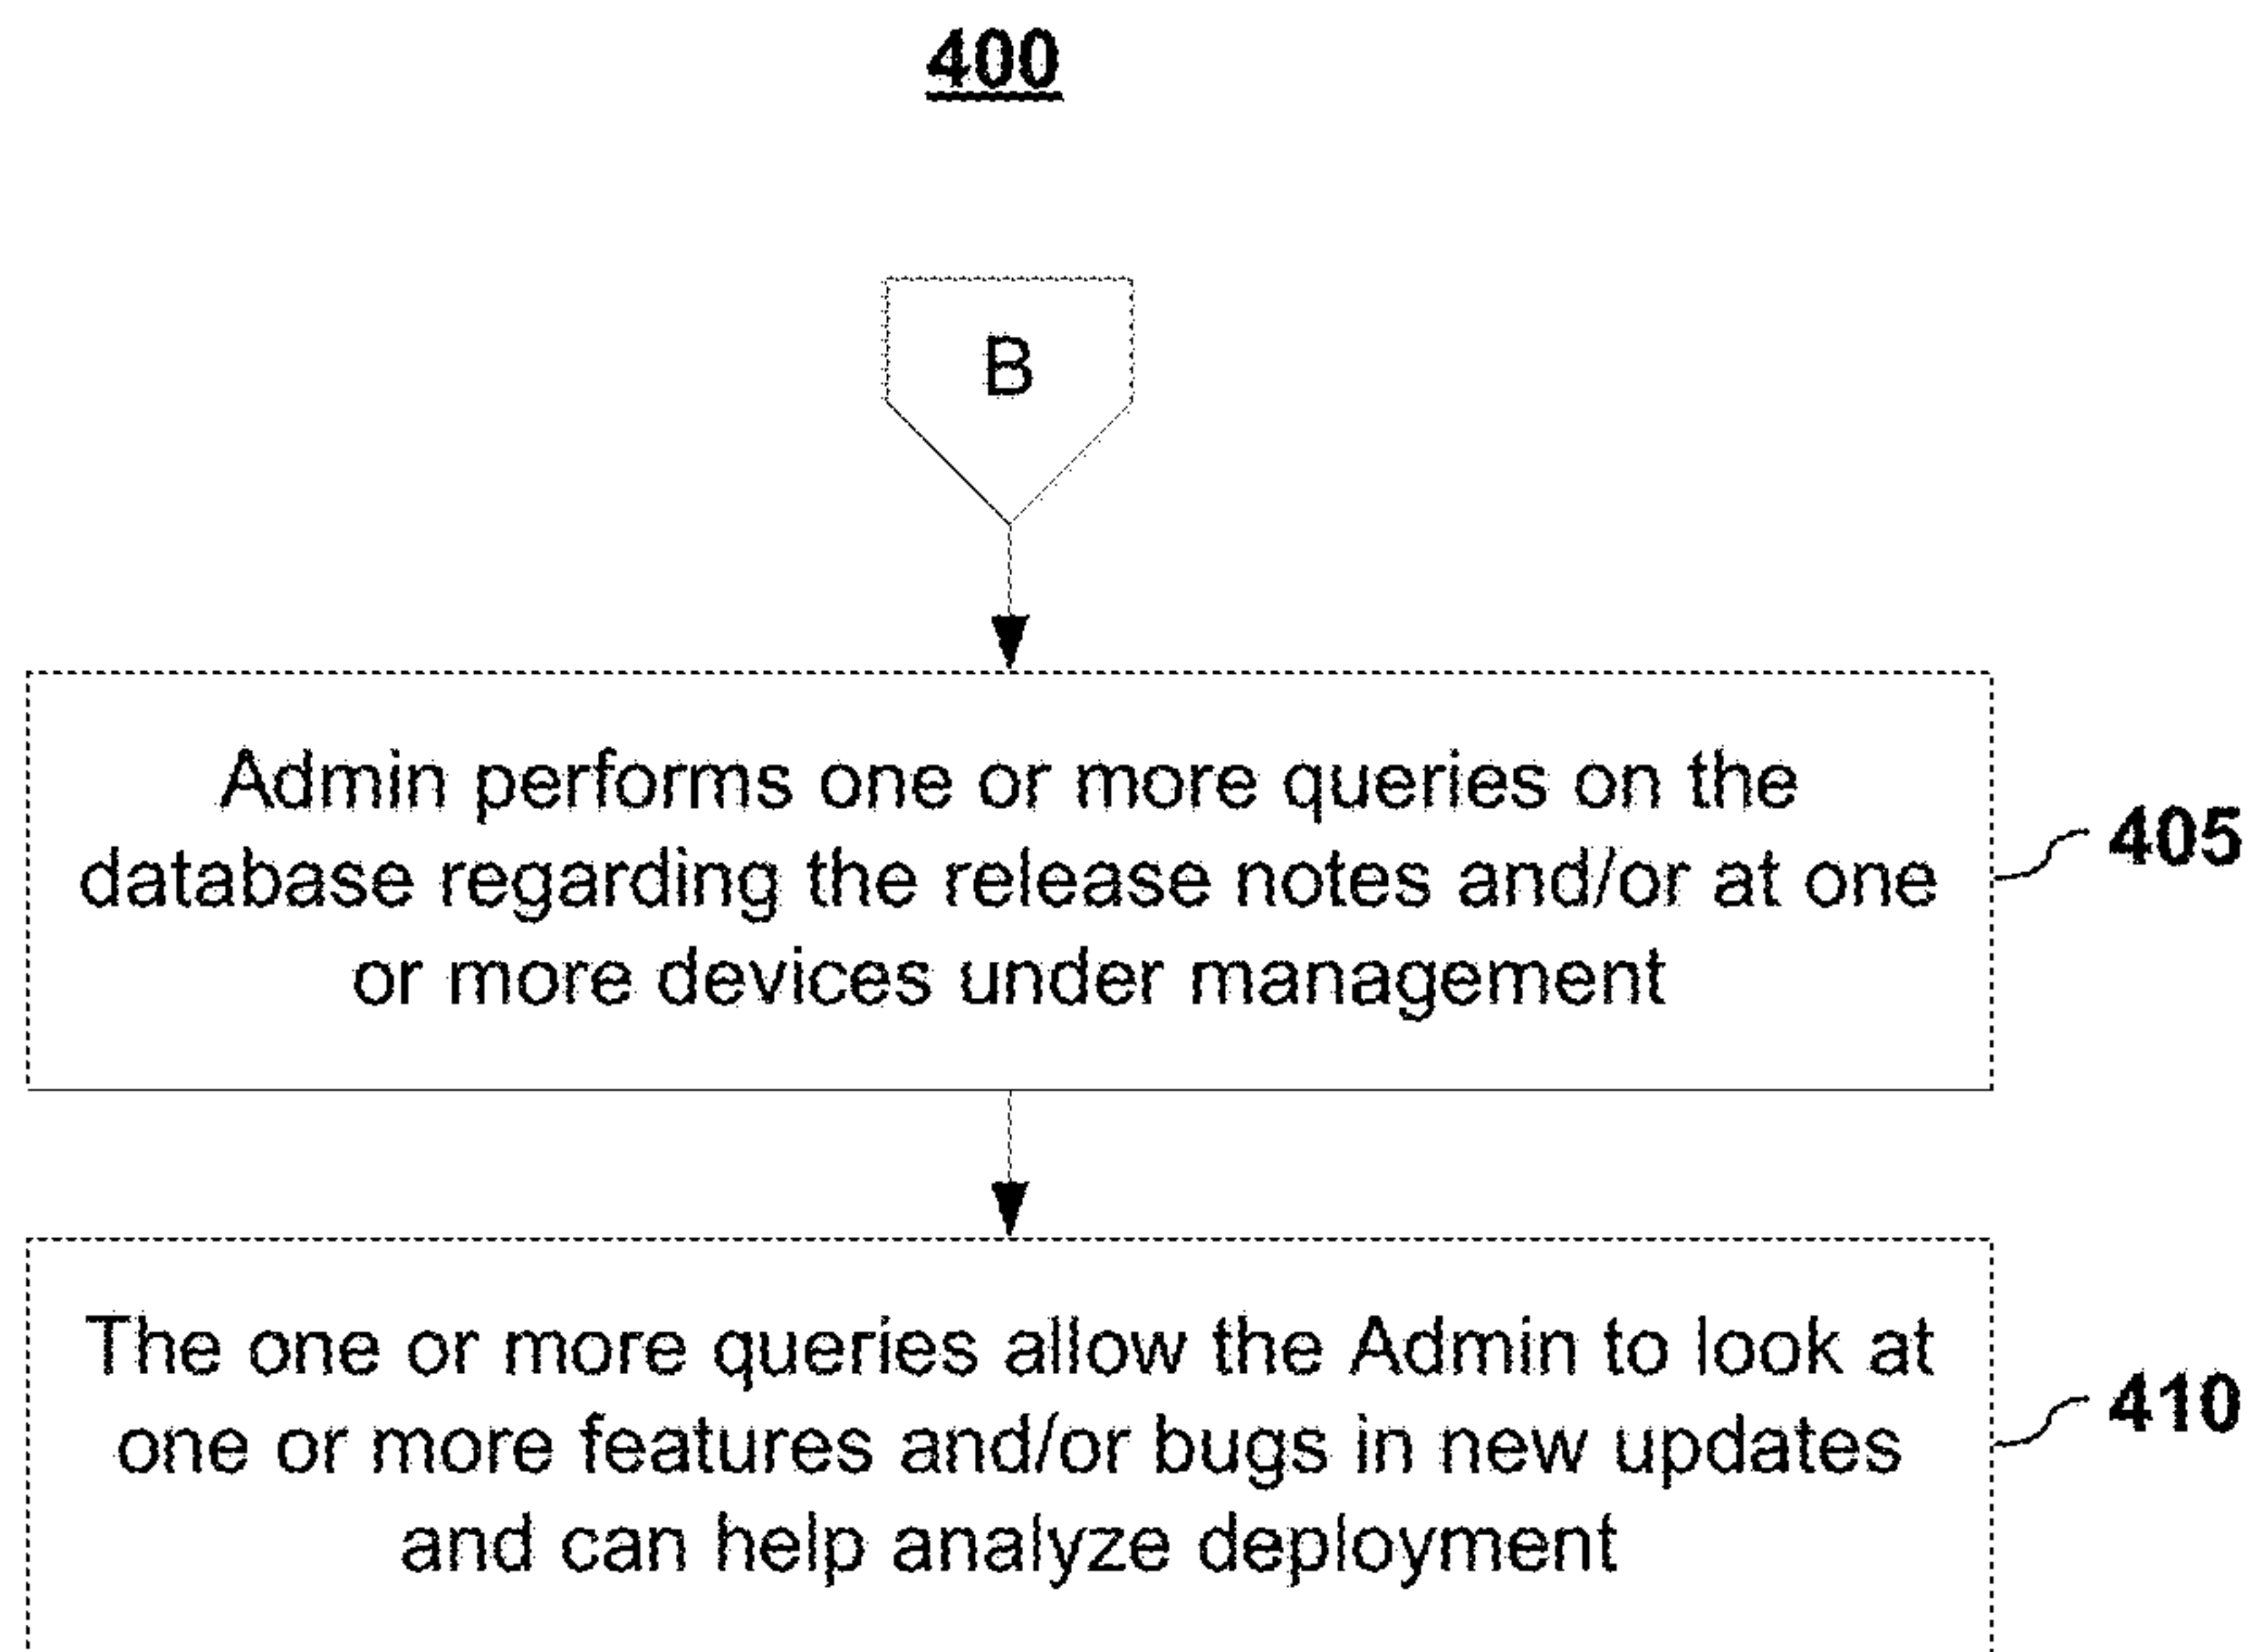 400
B
Admin performs one or more queries on the
database regarding the release notes and/or at one
or more devices under management
405
The one or more queries allow the Admin to look at
one or more features and/or bugs in new updates
and can help analyze deployment
410